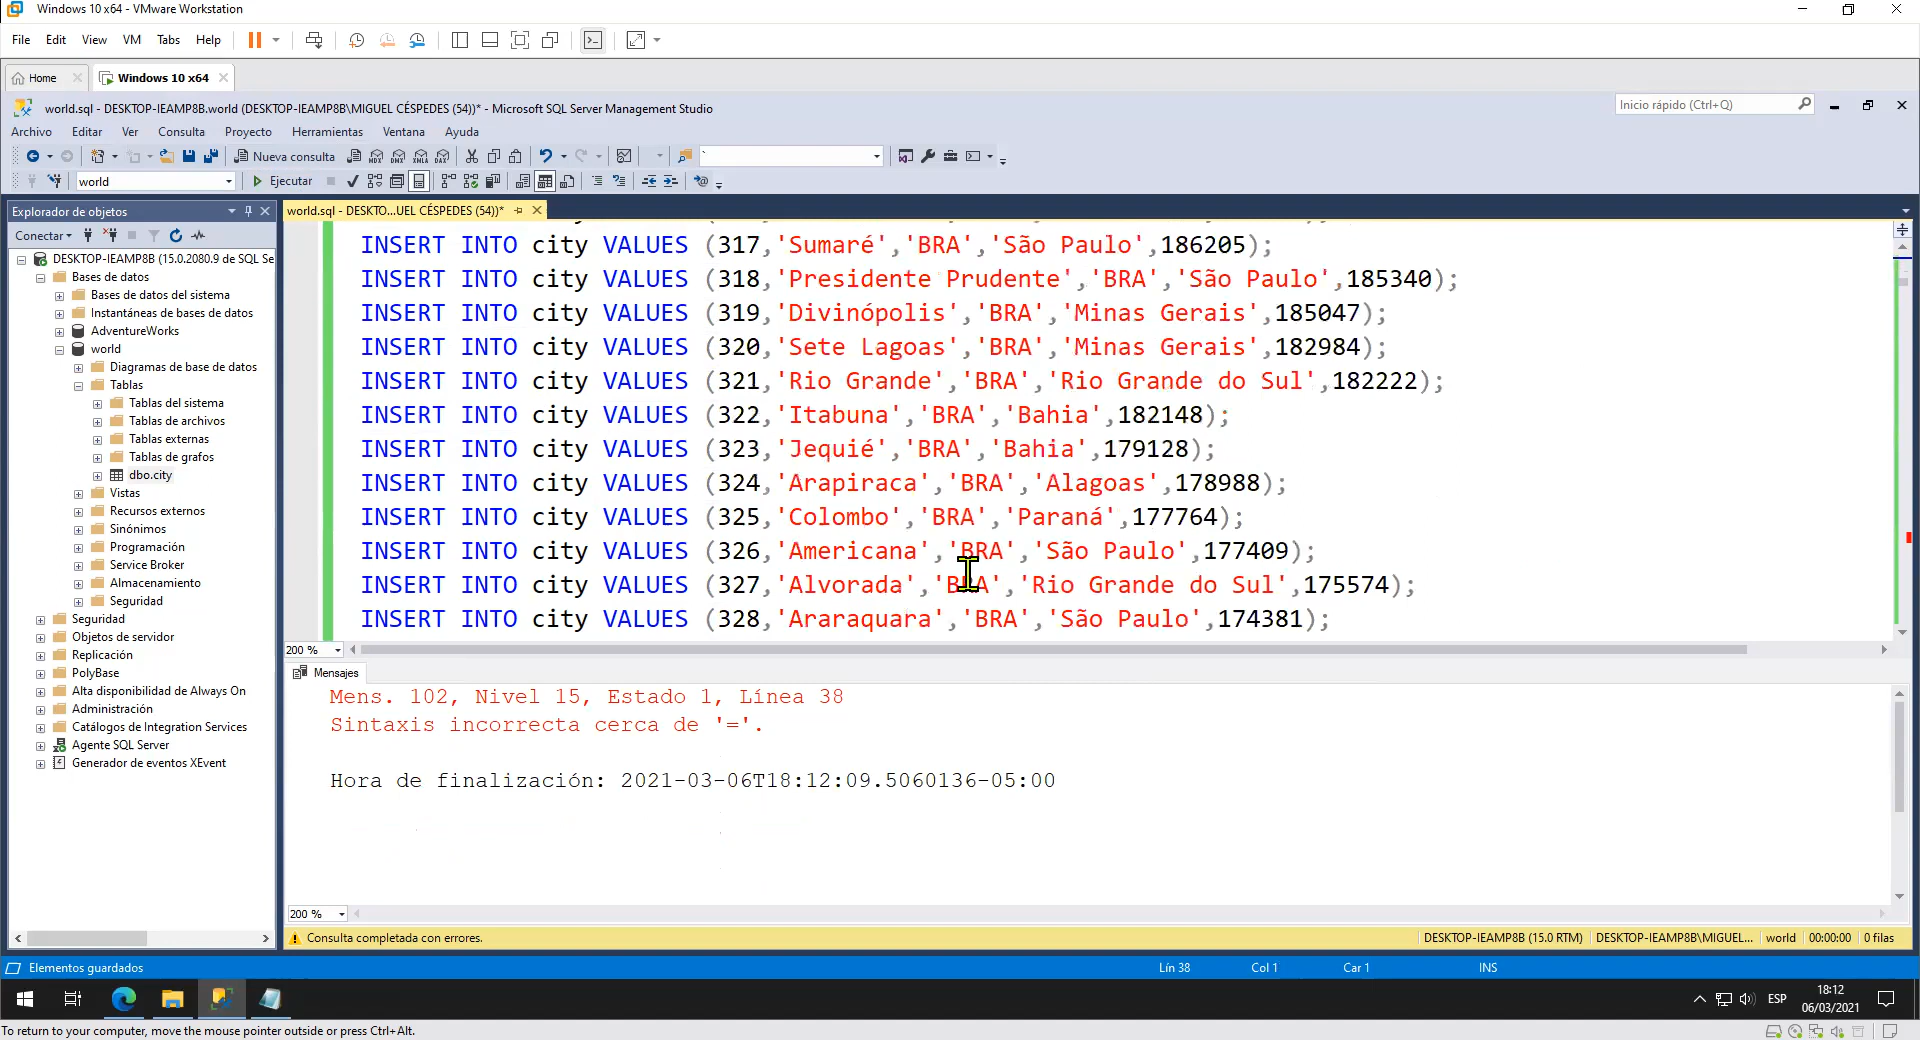 Windows 10 x64 - VMware Workstation
File Edit View VM Tabs Help
Home Windows 10 x64
world.sql - DESKTOP-IEAMP8B.world (DESKTOP-IEAMP8B\MIGUEL CÉSPEDES (54))* - Microsoft SQL Server Management Studio
Inicio rápido (Ctrl+Q)
Archivo Editar Ver Consulta Proyecto Herramientas Ventana Ayuda
Nueva consulta MDX DMX XMLA DAX `
world Ejecutar
Explorador de objetos
Conectar
DESKTOP-IEAMP8B (15.0.2080.9 de SQL Se
Bases de datos
Bases de datos del sistema
Instantáneas de bases de datos
AdventureWorks
world
Diagramas de base de datos
Tablas
Tablas del sistema
Tablas de archivos
Tablas externas
Tablas de grafos
dbo.city
Vistas
Recursos externos
Sinónimos
Programación
Service Broker
Almacenamiento
Seguridad
Seguridad
Objetos de servidor
Replicación
PolyBase
Alta disponibilidad de Always On
Administración
Catálogos de Integration Services
Agente SQL Server
Generador de eventos XEvent
world.sql - DESKTO...UEL CÉSPEDES (54))*
INSERT INTO city VALUES (317,'Sumaré','BRA','São Paulo',186205);
INSERT INTO city VALUES (318,'Presidente Prudente','BRA','São Paulo',185340);
INSERT INTO city VALUES (319,'Divinópolis','BRA','Minas Gerais',185047);
INSERT INTO city VALUES (320,'Sete Lagoas','BRA','Minas Gerais',182984);
INSERT INTO city VALUES (321,'Rio Grande','BRA','Rio Grande do Sul',182222);
INSERT INTO city VALUES (322,'Itabuna','BRA','Bahia',182148);
INSERT INTO city VALUES (323,'Jequié','BRA','Bahia',179128);
INSERT INTO city VALUES (324,'Arapiraca','BRA','Alagoas',178988);
INSERT INTO city VALUES (325,'Colombo','BRA','Paraná',177764);
INSERT INTO city VALUES (326,'Americana','BRA','São Paulo',177409);
INSERT INTO city VALUES (327,'Alvorada','BRA','Rio Grande do Sul',175574);
INSERT INTO city VALUES (328,'Araraquara','BRA','São Paulo',174381);
200 %
Mensajes
Mens. 102, Nivel 15, Estado 1, Línea 38
Sintaxis incorrecta cerca de '='.
Hora de finalización: 2021-03-06T18:12:09.5060136-05:00
200 %
Consulta completada con errores. DESKTOP-IEAMP8B (15.0 RTM) DESKTOP-IEAMP8B\MIGUEL... world 00:00:00 0 filas
Elementos guardados Lín 38 Col 1 Car 1 INS
ESP 18:12
06/03/2021
To return to your computer, move the mouse pointer outside or press Ctrl+Alt.